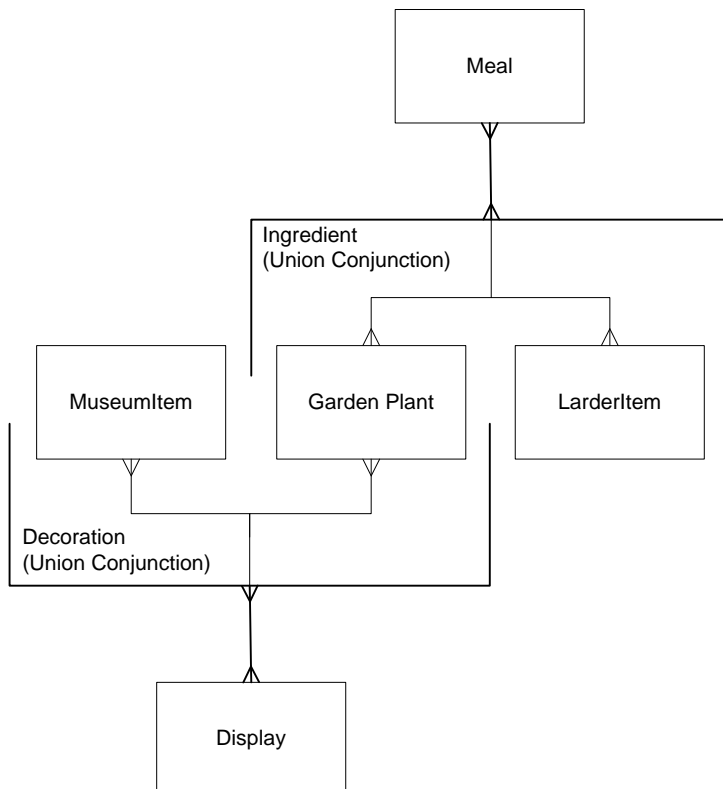 Meal
Ingredient
(Union Conjunction)
MuseumItem
Garden Plant
LarderItem
Decoration
(Union Conjunction)
Display